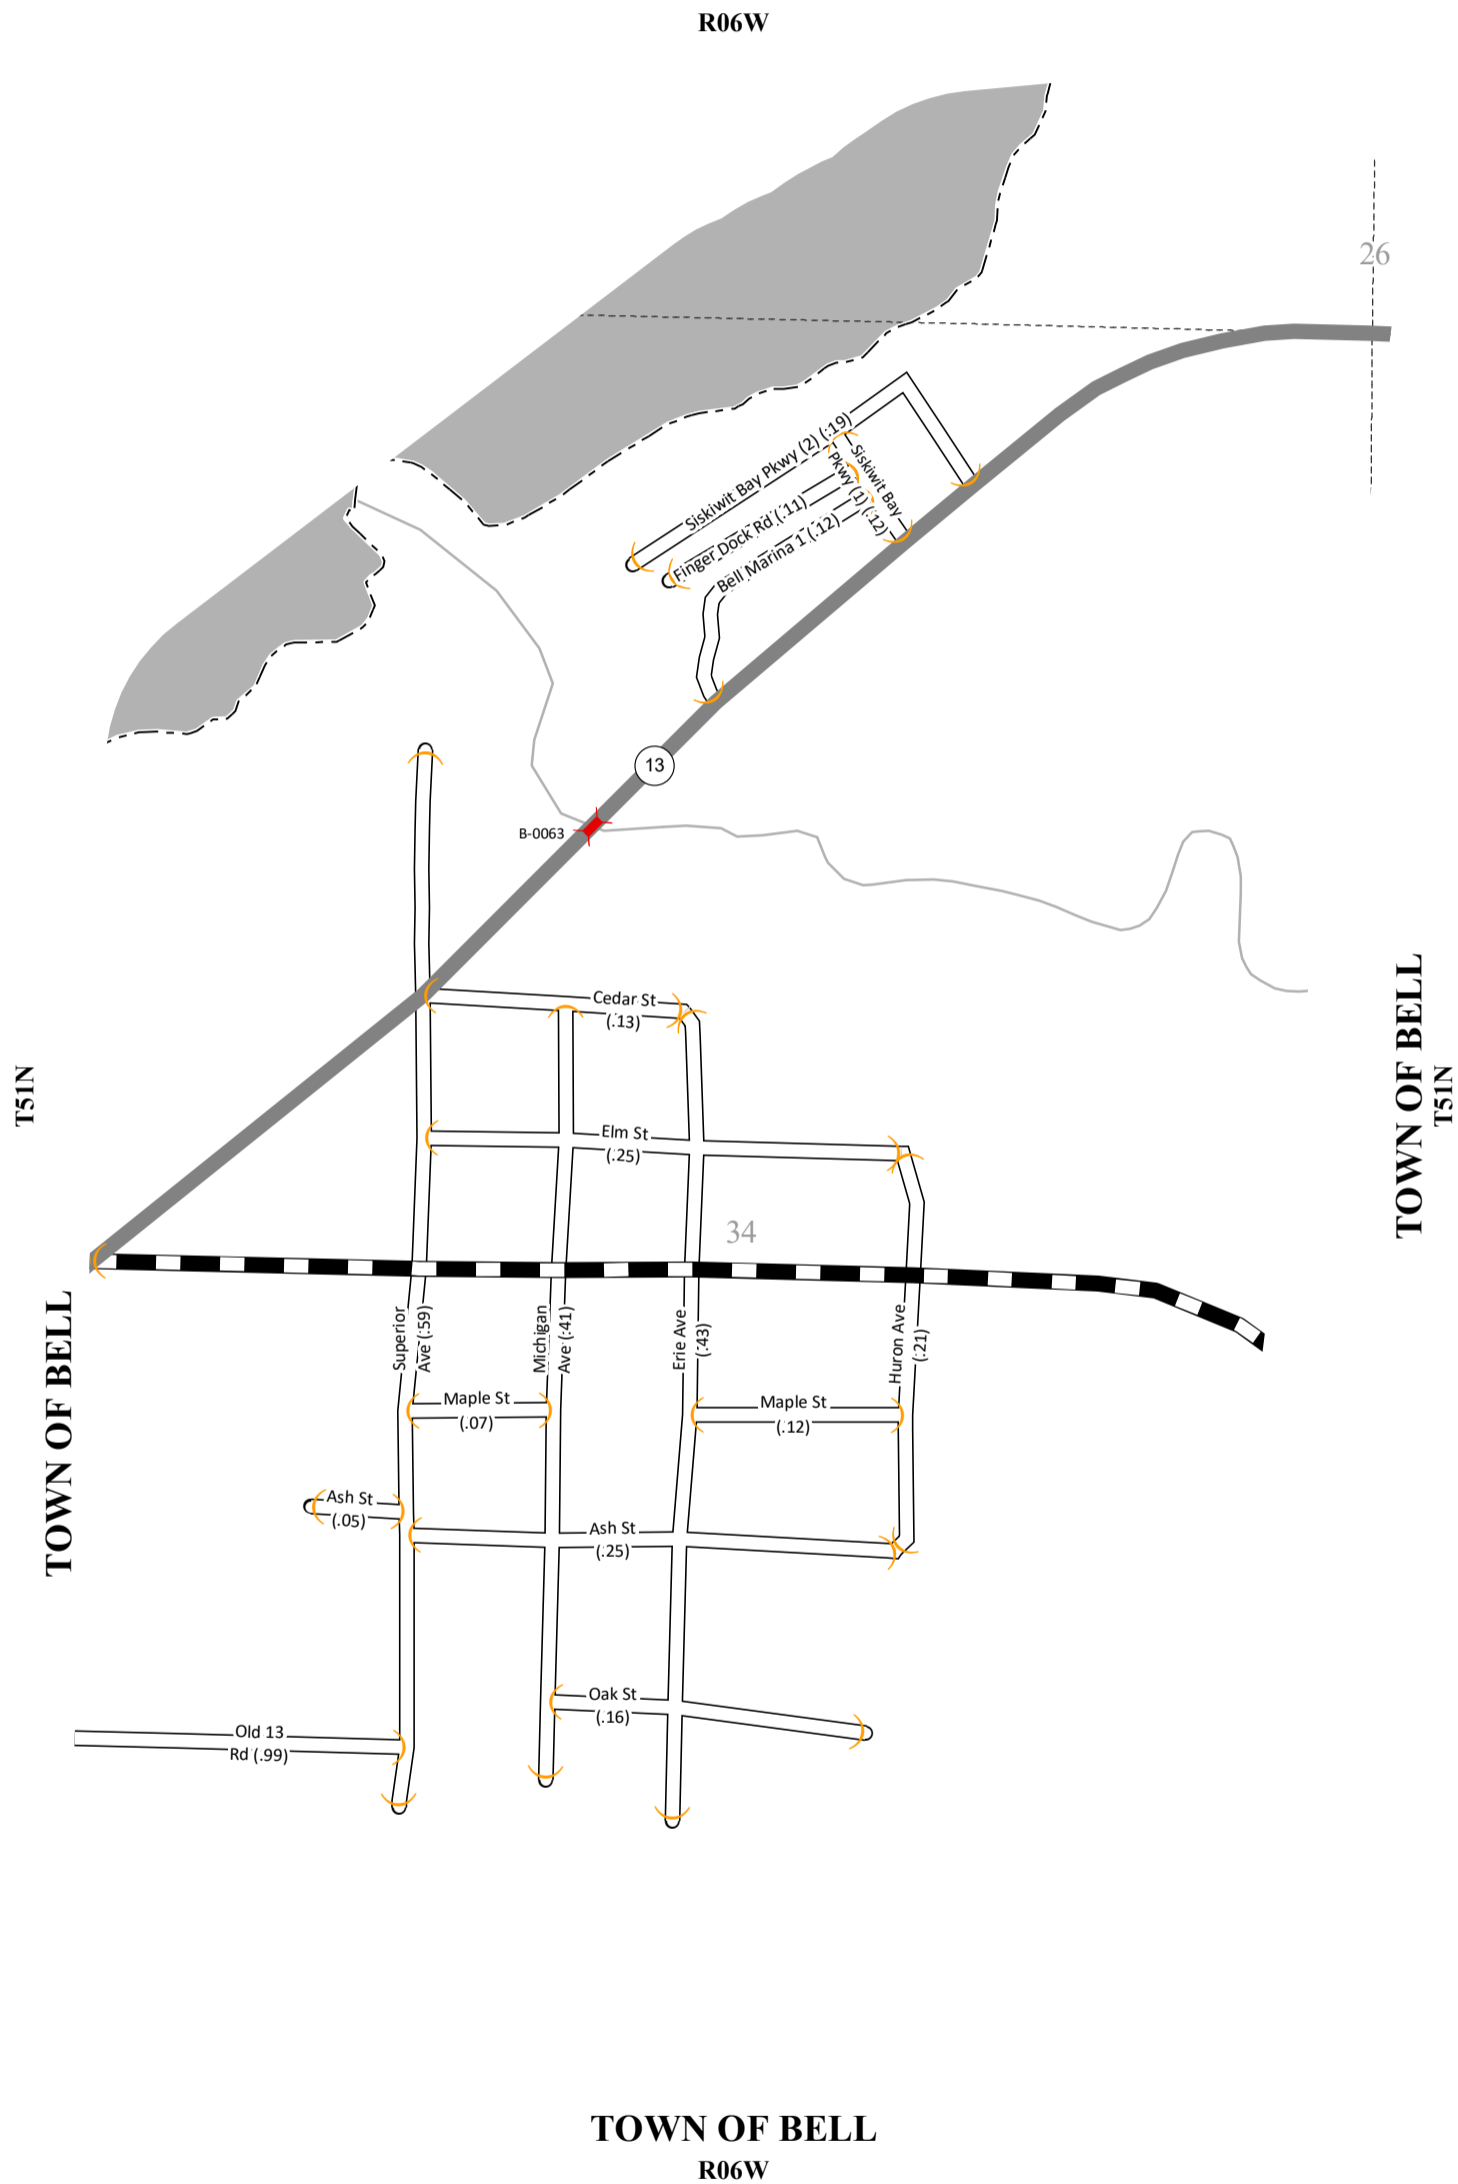 R06W
26
Siskiwit Bay Pkwy (2) (.19)
Siskiwit Bay
Pkwy (1) (.12)
Finger Dock Rd (.11)
Bell Marina 1 (.12)
13
B-0063
T51N
TOWN OF BELL
T51N
Cedar St
(.13)
Elm St
(.25)
34
TOWN OF BELL
Superior
Ave (.59)
Michigan
Ave (.41)
Erie Ave
(.43)
Huron Ave
(.21)
Maple St
(.07)
Maple St
(.12)
Ash St
(.05)
Ash St
(.25)
Oak St
(.16)
Old 13
Rd (.99)
TOWN OF BELL
R06W